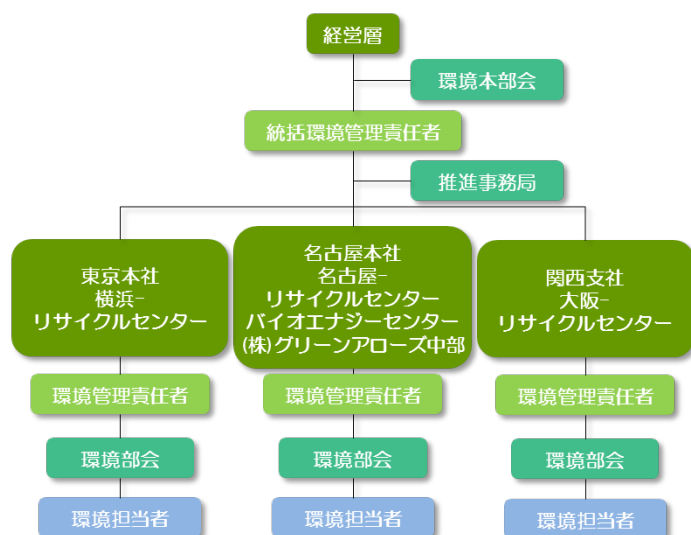 経営層
環境本部会
統括環境管理責任者
推進事務局
東京本社
横浜-
リサイクルセンター
名古屋本社
名古屋-
リサイクルセンター
バイオエナジーセンター
(株)グリーンアローズ中部
関西支社
大阪-
リサイクルセンター
環境管理責任者
環境管理責任者
環境管理責任者
環境部会
環境部会
環境部会
環境担当者
環境担当者
環境担当者